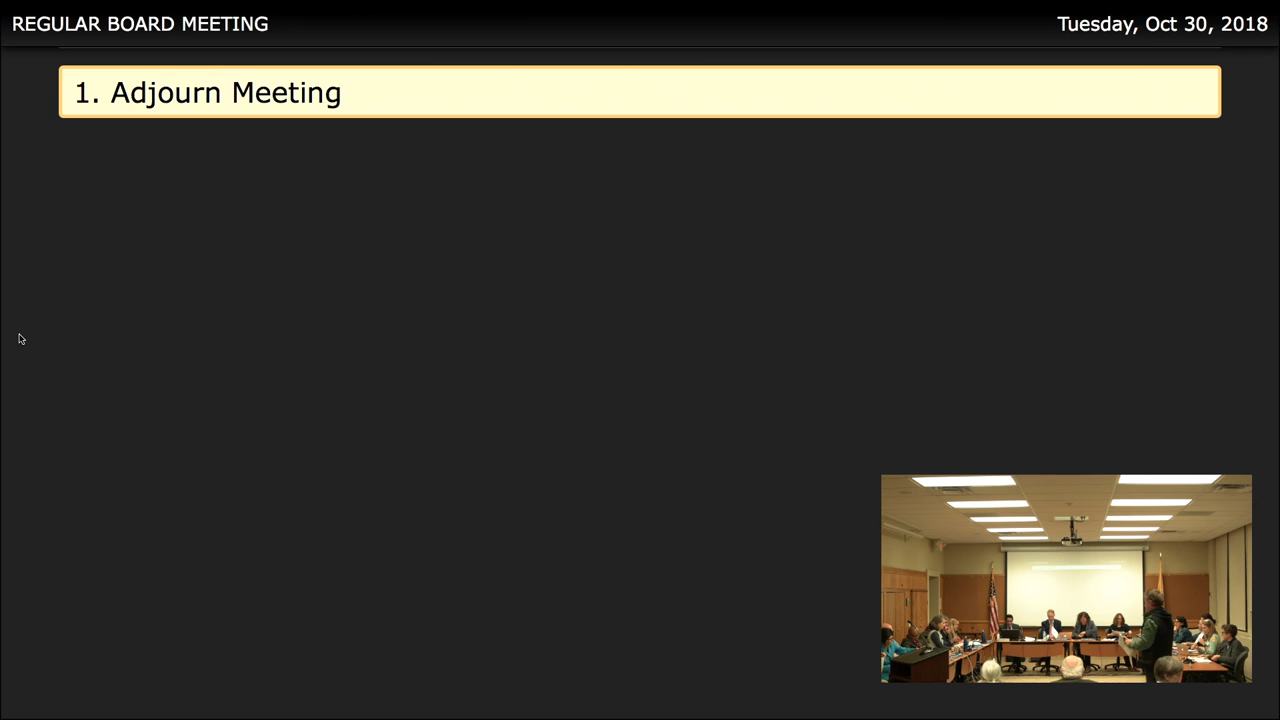 REGULAR BOARD MEETING
Tuesday, Oct 30, 2018
1. Adjourn Meeting